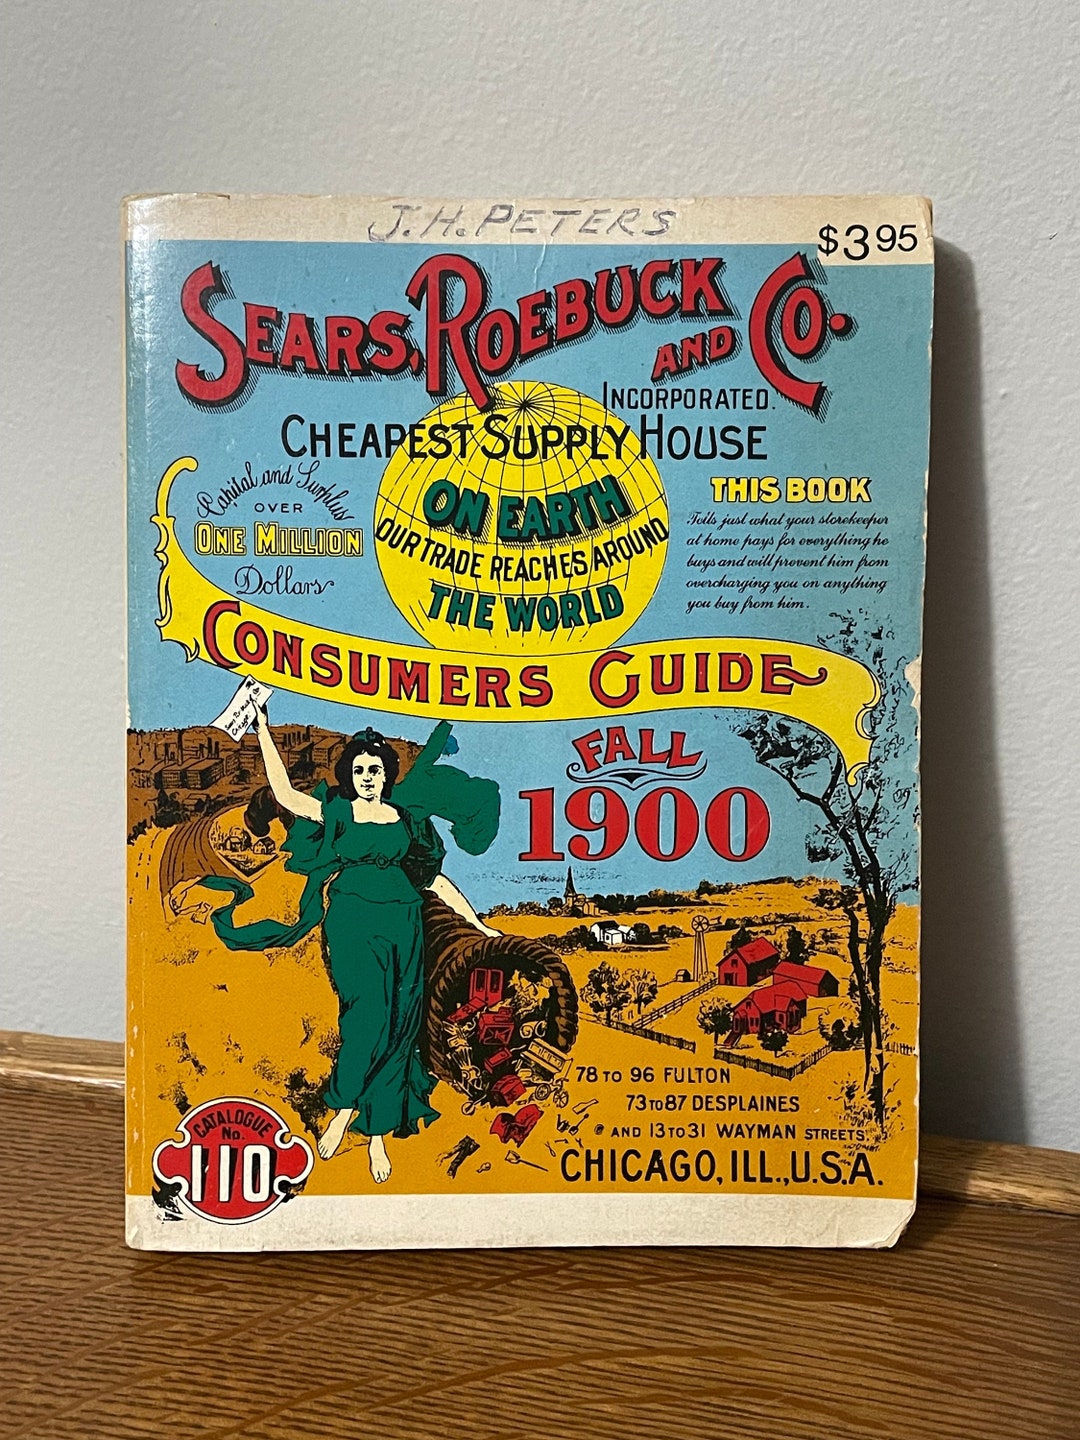 J.H. PETERS
$3.95
SEARS, ROEBUCK AND CO.
INCORPORATED.
CHEAPEST SUPPLY HOUSE
ON EARTH
OUR TRADE REACHES AROUND
THE WORLD
Capital and Surplus
OVER
ONE MILLION
Dollars
THIS BOOK
Tells just what your storekeeper
at home pays for everything he
buys and will prevent him from
overcharging you on anything
you buy from him.
CONSUMERS GUIDE
FALL
1900
78 TO 96 FULTON
73 TO 87 DESPLAINES
AND 13 TO 31 WAYMAN STREETS,
CHICAGO, ILL., U.S.A.
CATALOGUE
No.
110